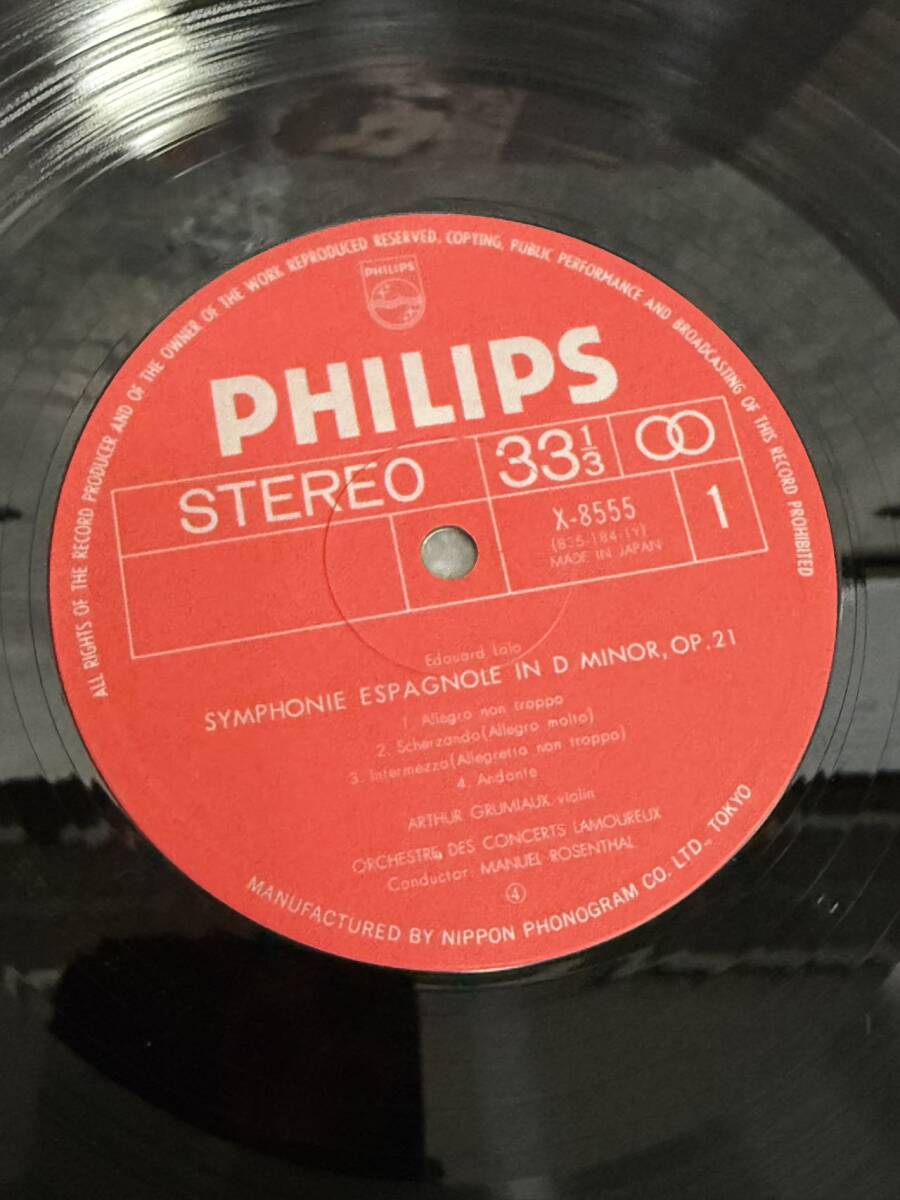 ALL RIGHTS OF THE RECORD PRODUCER AND OF THE OWNER OF THE WORK REPRODUCED RESERVED. COPYING, PUBLIC PERFORMANCE AND BROADCASTING OF THIS RECORD PROHIBITED
PHILIPS
PHILIPS
STEREO
33 1/3
X-8555
(835 184 LY)
MADE IN JAPAN
1
Edouard Lalo
SYMPHONIE ESPAGNOLE IN D MINOR, OP. 21
1. Allegro non troppo
2. Scherzando (Allegro molto)
3. Intermezzo (Allegretto non troppo)
4. Andante
ARTHUR GRUMIAUX, violin
ORCHESTRE DES CONCERTS LAMOUREUX
Conductor: MANUEL ROSENTHAL
④
MANUFACTURED BY NIPPON PHONOGRAM CO. LTD., TOKYO